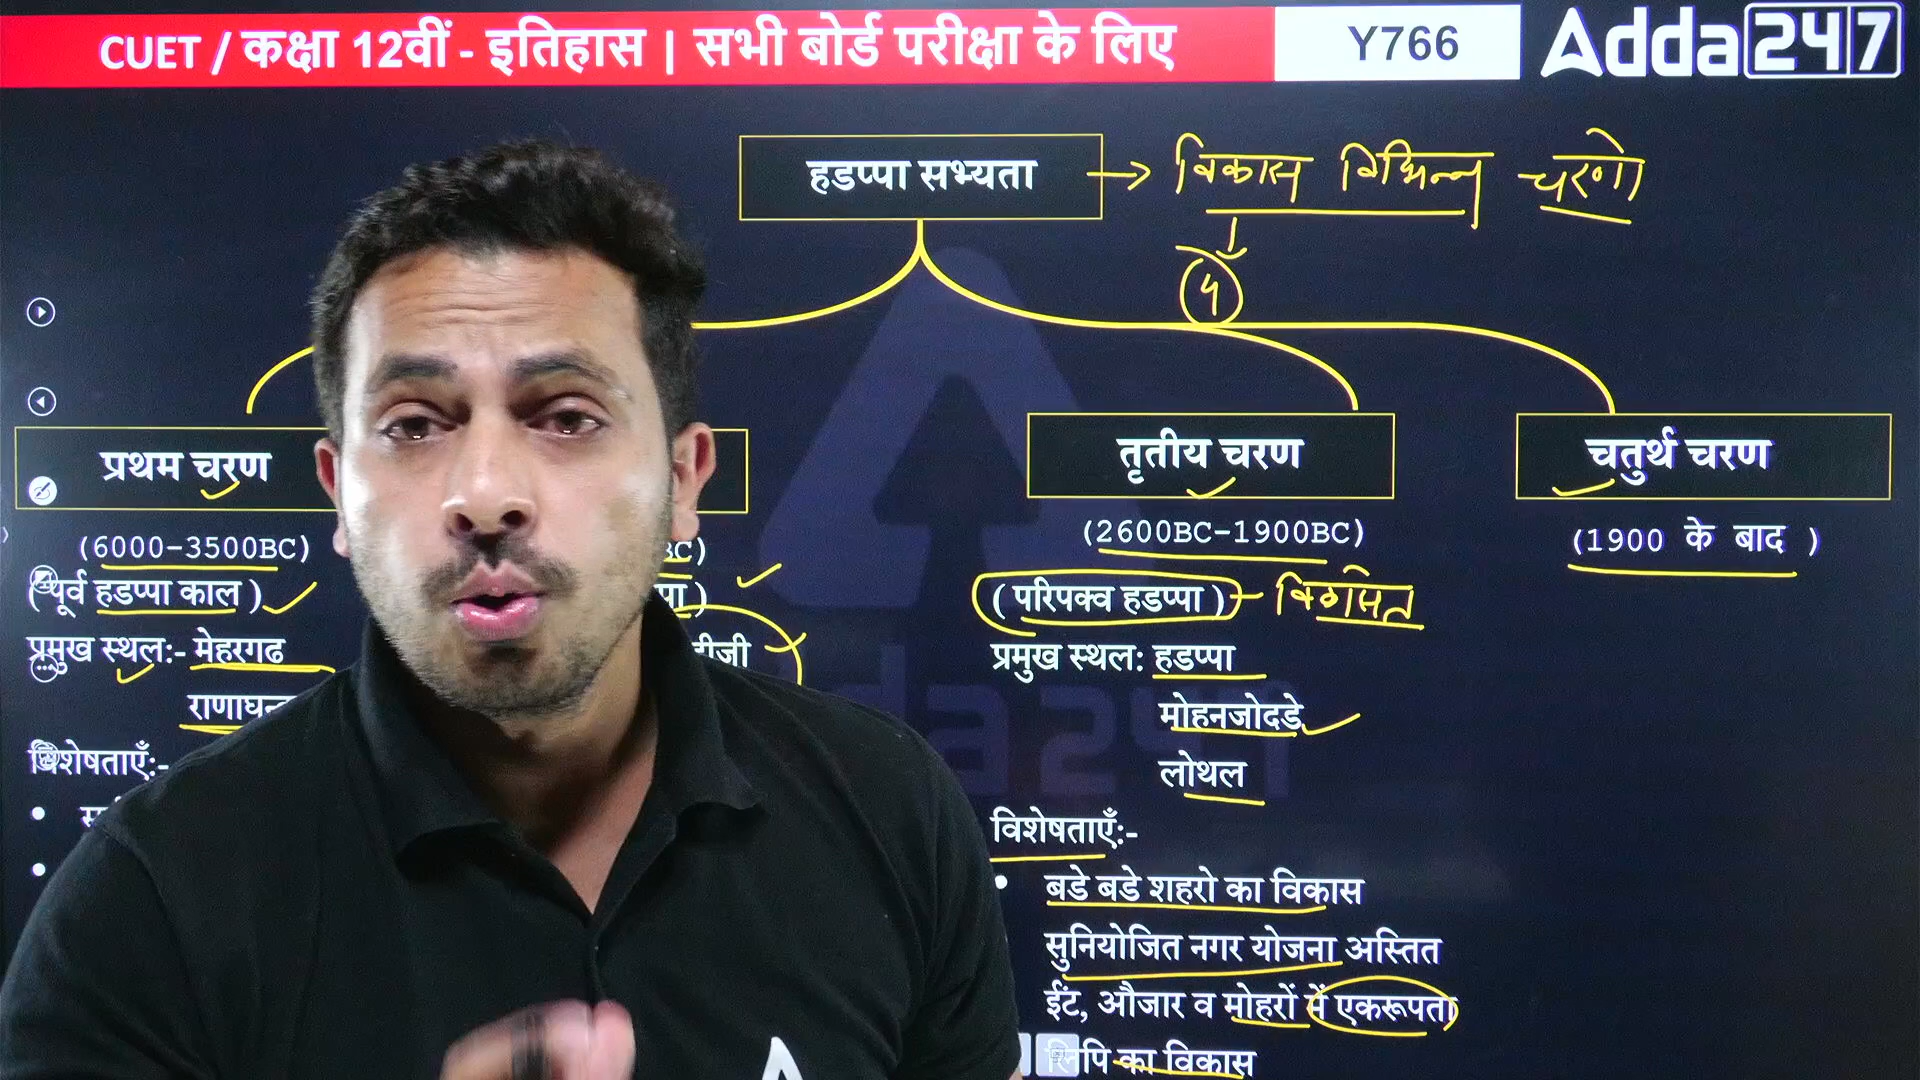 CUET / कक्षा 12वीं - इतिहास | सभी बोर्ड परीक्षा के लिए
Y766
Adda247
हडप्पा सभ्यता
विकास विभिन्न चरणो
प्रथम चरण
(6000-3500BC)
(पूर्व हडप्पा काल )
प्रमुख स्थल:- मेहरगढ
विशेषताएँ:-
BC)
तृतीय चरण
(2600BC-1900BC)
( परिपक्व हडप्पा ) - विकसित
प्रमुख स्थल: हडप्पा
मोहनजोदडे
लोथल
विशेषताएँ:-
• बडे बडे शहरो का विकास
सुनियोजित नगर योजना अस्तित
ईंट, औजार व मोहरों में एकरूपता
लिपि का विकास
चतुर्थ चरण
(1900 के बाद )